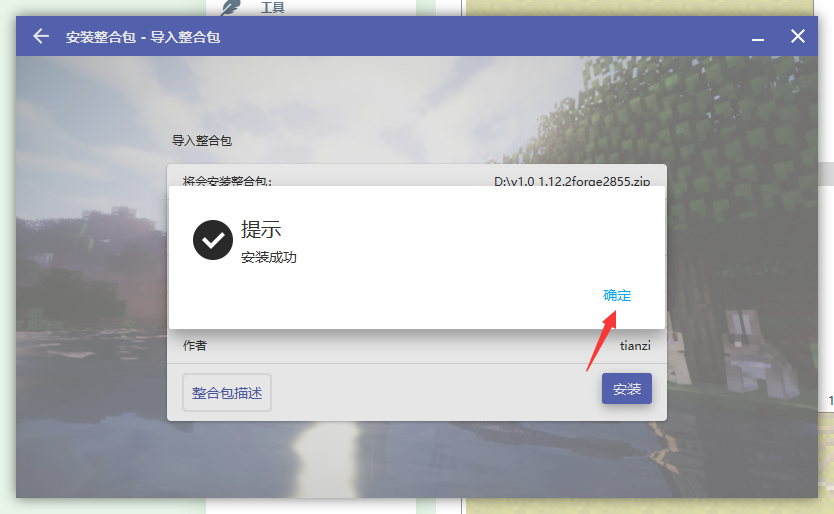 工具
安装整合包 - 导入整合包
导入整合包
将会安装整合包: D:\v1.0 1.12.2forge2855.zip
提示
安装成功
确定
作者 tianzi
整合包描述 安装
1